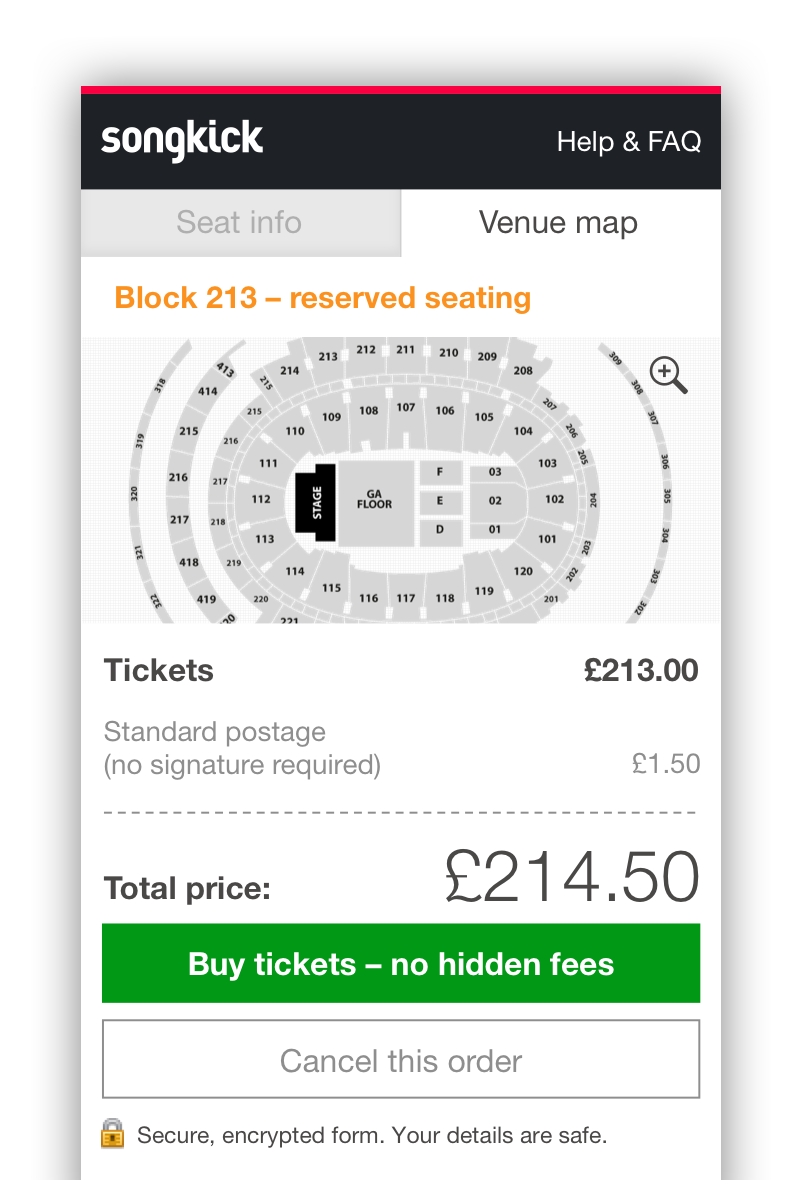 songkick
Help & FAQ
Seat info
Venue map
Block 213 – reserved seating
212 211 210
213 209
214 208
413 215 309
318 414 308
107 207
215 108 106 307
109 105
319 215 110 104 206
216
111 103 205 306
F 03
216 217
320 112 STAGE GA FLOOR E 02 102 204 305
217 218
D 01
113 101 304
321 418 219 114 120 203
202 303
115 119
322 419 220 116 117 118 201 302
20 221
Tickets
£213.00
Standard postage
(no signature required)
£1.50
Total price:
£214.50
Buy tickets – no hidden fees
Cancel this order
Secure, encrypted form. Your details are safe.